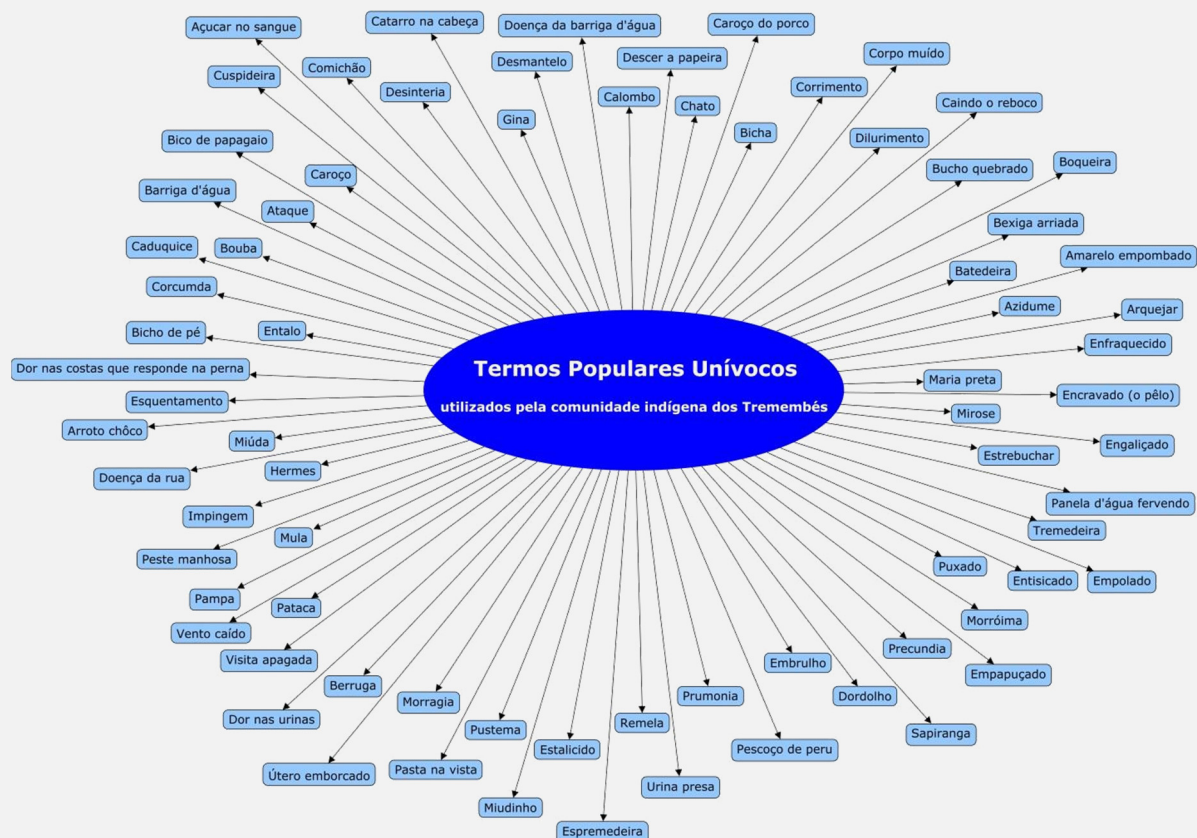 Açucar no sangue
Catarro na cabeça
Doença da barriga d'água
Caroço do porco
Cuspideira
Comichão
Desmantelo
Descer a papeira
Corpo muído
Desinteria
Calombo
Chato
Corrimento
Caindo o reboco
Gina
Bicha
Dilurimento
Bico de papagaio
Caroço
Bucho quebrado
Boqueira
Barriga d'água
Ataque
Bexiga arriada
Caduquice
Bouba
Amarelo empombado
Batedeira
Corcumda
Azidume
Arquejar
Bicho de pé
Entalo
Enfraquecido
Termos Populares Unívocos
utilizados pela comunidade indígena dos Tremembés
Dor nas costas que responde na perna
Maria preta
Encravado (o pêlo)
Esquentamento
Mirose
Arroto chôco
Miúda
Engaliçado
Estrebuchar
Doença da rua
Hermes
Panela d'água fervendo
Impingem
Tremedeira
Mula
Peste manhosa
Puxado
Entisicado
Empolado
Pampa
Pataca
Morróima
Vento caído
Precundia
Visita apagada
Embrulho
Empapuçado
Berruga
Morragia
Prumonia
Dordolho
Dor nas urinas
Pustema
Remela
Sapiranga
Estalicido
Pescoço de peru
Útero emborcado
Pasta na vista
Urina presa
Miudinho
Espremedeira